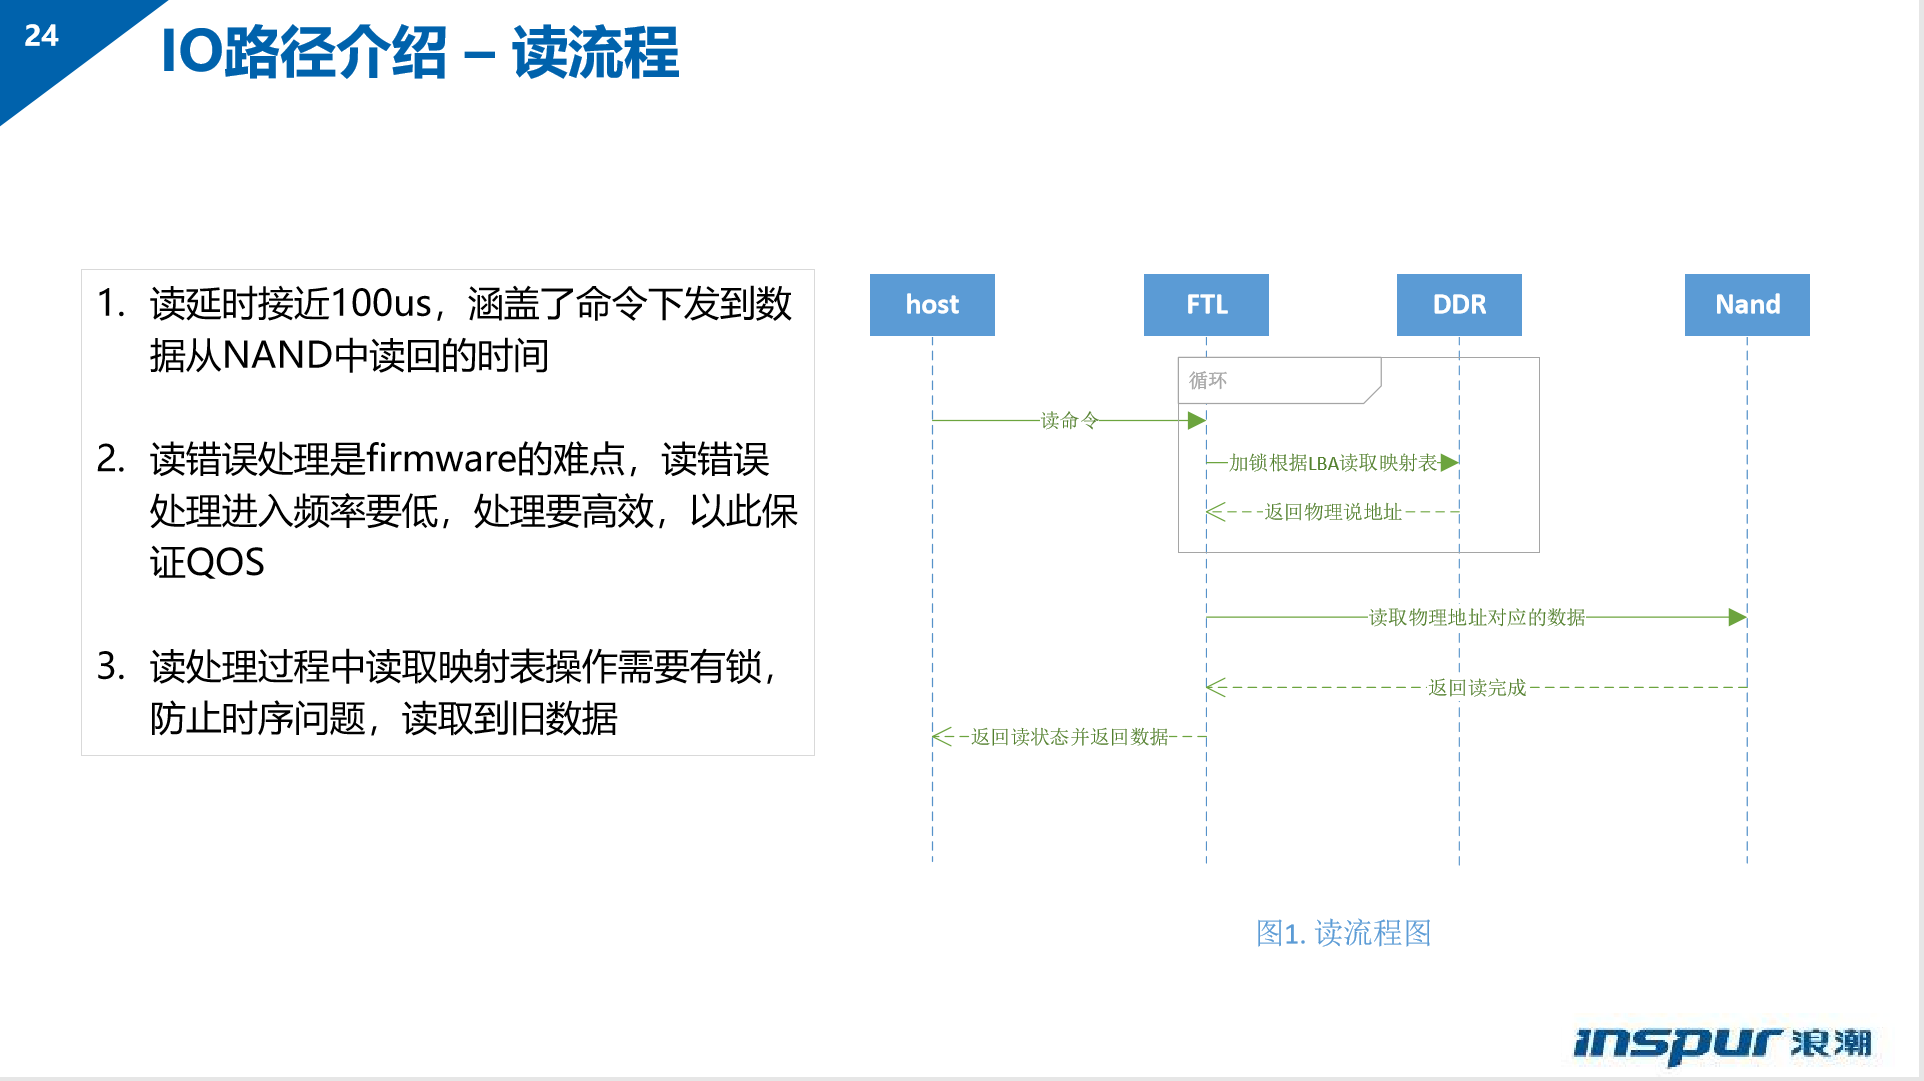 24
IO路径介绍 – 读流程
1. 读延时接近100us，涵盖了命令下发到数
据从NAND中读回的时间
2. 读错误处理是firmware的难点，读错误
处理进入频率要低，处理要高效，以此保
证QOS
3. 读处理过程中读取映射表操作需要有锁，
防止时序问题，读取到旧数据
host
FTL
DDR
Nand
循环
读命令
加锁根据LBA读取映射表
返回物理说地址
读取物理地址对应的数据
返回读完成
返回读状态并返回数据
图1. 读流程图
inspur 浪潮